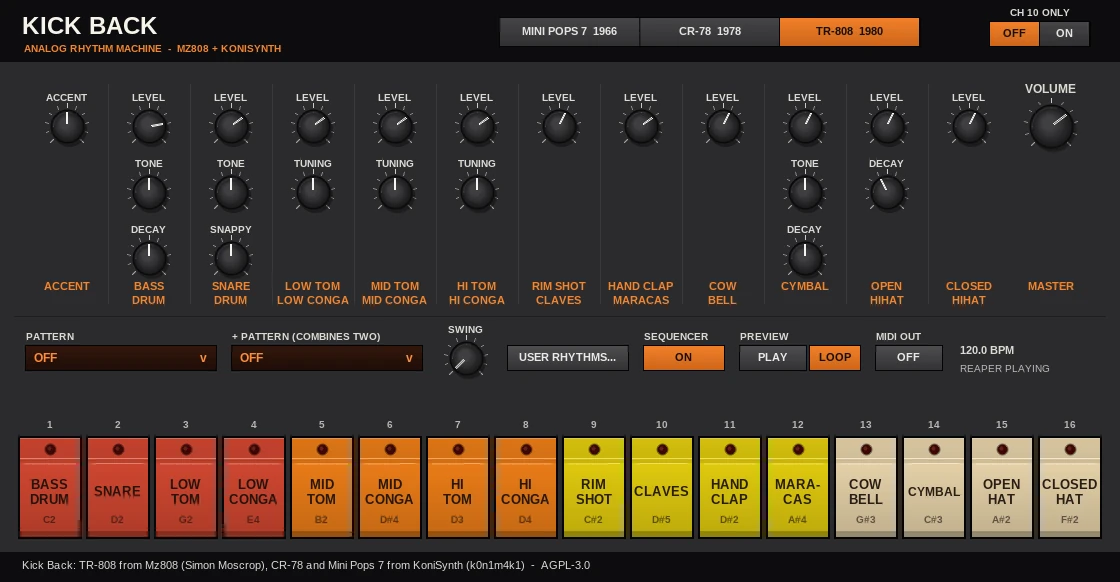 KICK BACK
ANALOG RHYTHM MACHINE - MZ808 + KONISYNTH
MINI POPS 7 1966 CR-78 1978 TR-808 1980
CH 10 ONLY
OFF ON
ACCENT LEVEL LEVEL LEVEL LEVEL LEVEL LEVEL LEVEL LEVEL LEVEL LEVEL LEVEL VOLUME
TONE TONE TUNING TUNING TUNING TONE DECAY
DECAY SNAPPY DECAY
ACCENT BASS SNARE LOW TOM MID TOM HI TOM RIM SHOT HAND CLAP COW CYMBAL OPEN CLOSED MASTER
DRUM DRUM LOW CONGA MID CONGA HI CONGA CLAVES MARACAS BELL HIHAT HIHAT
PATTERN + PATTERN (COMBINES TWO) SWING SEQUENCER PREVIEW MIDI OUT
OFF v OFF v USER RHYTHMS... ON PLAY LOOP OFF 120.0 BPM
REAPER PLAYING
1 2 3 4 5 6 7 8 9 10 11 12 13 14 15 16
BASS SNARE LOW LOW MID MID HI HI RIM CLAVES HAND MARA- COW CYMBAL OPEN CLOSED
DRUM TOM CONGA TOM CONGA TOM CONGA SHOT CLAP CAS BELL HAT HAT
C2 D2 G2 E4 B2 D#4 D3 D4 C#2 D#5 D#2 A#4 G#3 C#3 A#2 F#2
Kick Back: TR-808 from Mz808 (Simon Moscrop), CR-78 and Mini Pops 7 from KoniSynth (k0n1m4k1) - AGPL-3.0